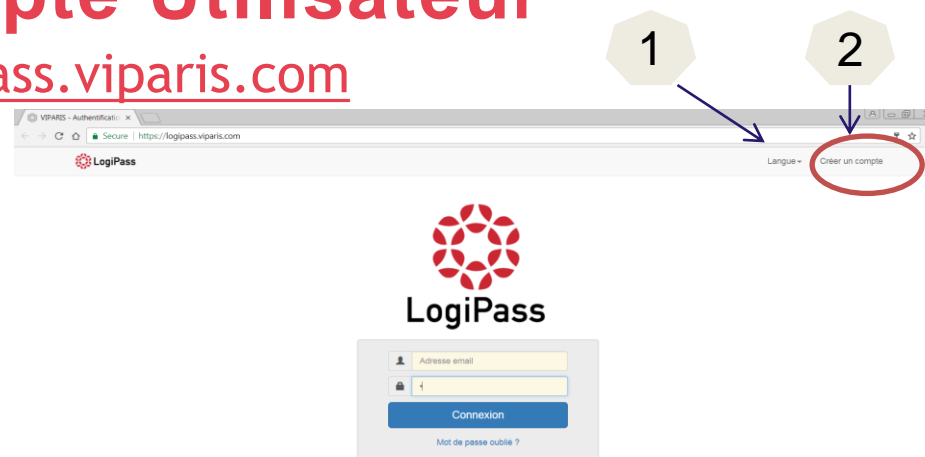 pte Utilisateur
ass.viparis.com
1
2
VIPARIS - Authentificatio
Secure | https://logipass.viparis.com
LogiPass
Langue
Créer un compte
LogiPass
Adresse email
Connexion
Mot de passe oublié ?